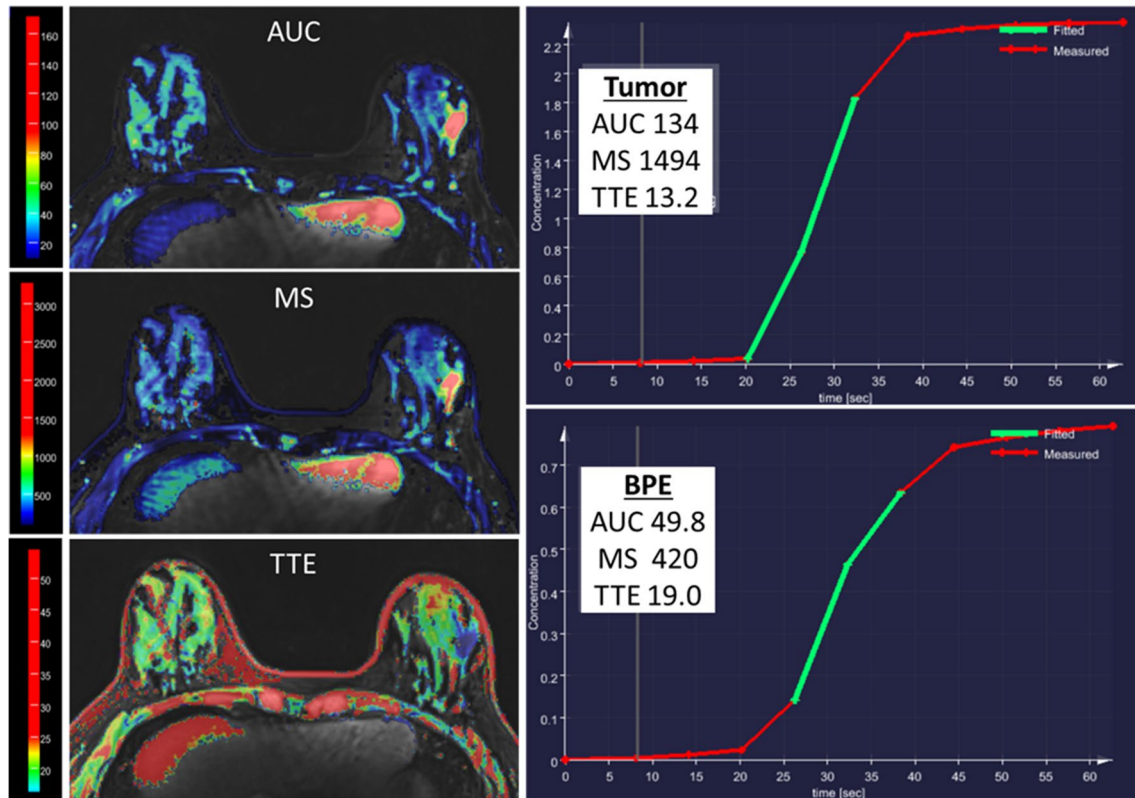 AUC
160
140
120
100
80
60
40
20
MS
3000
2500
2000
1500
1000
500
TTE
50
45
40
35
30
25
20
Fitted
Measured
Tumor
AUC 134
MS 1494
TTE 13.2
Concentration
2.2
2
1.8
1.6
1.4
1.2
1
0.8
0.6
0.4
0.2
0
0 5 10 15 20 25 30 35 40 45 50 55 60
time [sec]
Fitted
Measured
BPE
AUC 49.8
MS 420
TTE 19.0
Concentration
0.7
0.6
0.5
0.4
0.3
0.2
0.1
0
0 5 10 15 20 25 30 35 40 45 50 55 60
time [sec]